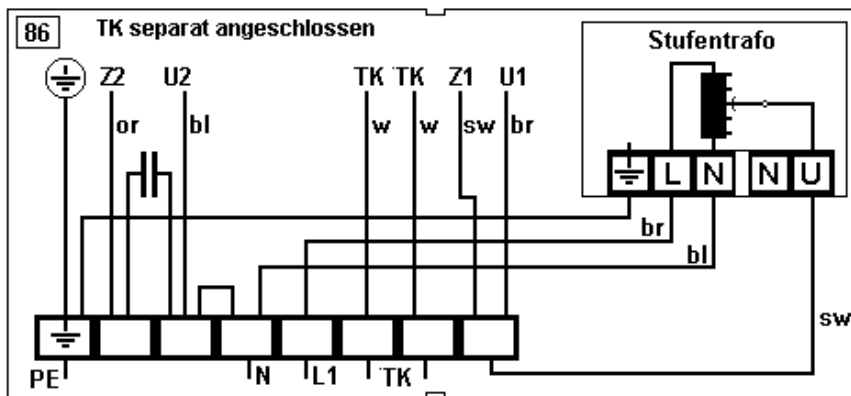 86 TK separat angeschlossen
Stufentrafo
Z2 U2 TK TK Z1 U1
or bl w w sw br
L N N U
br
bl
sw
PE N L1 TK